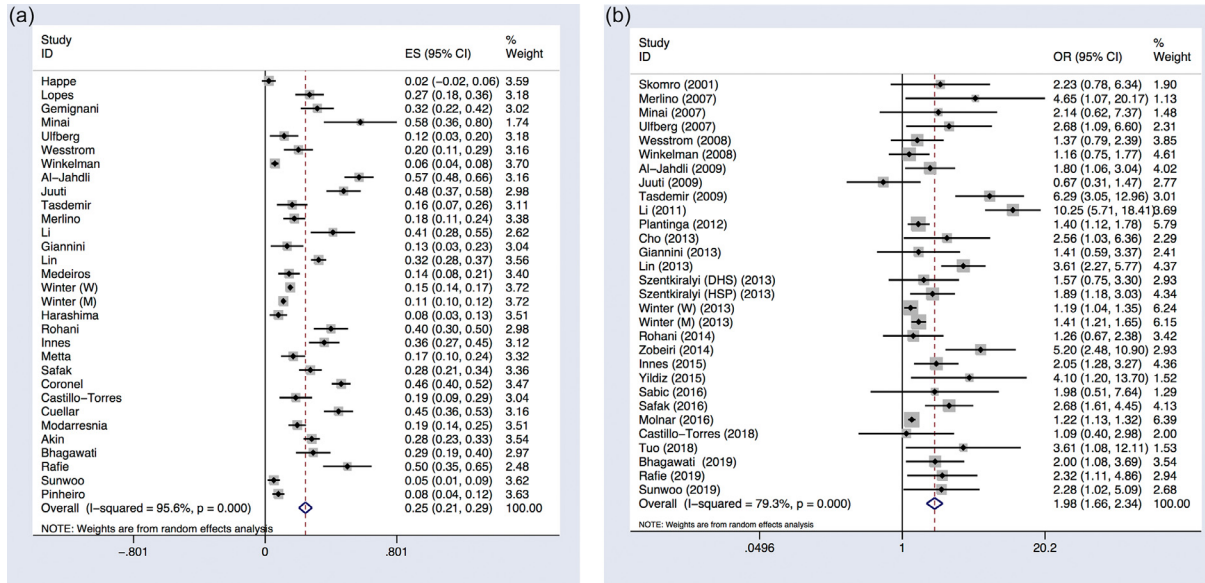 (a)
Study %
ID ES (95% CI) Weight
Happe 0.02 (−0.02, 0.06) 3.59
Lopes 0.27 (0.18, 0.36) 3.18
Gemignani 0.32 (0.22, 0.42) 3.02
Minai 0.58 (0.36, 0.80) 1.74
Ulfberg 0.12 (0.03, 0.20) 3.18
Wesstrom 0.20 (0.11, 0.29) 3.16
Winkelman 0.06 (0.04, 0.08) 3.70
Al−Jahdli 0.57 (0.48, 0.66) 3.16
Juuti 0.48 (0.37, 0.58) 2.98
Tasdemir 0.16 (0.07, 0.26) 3.11
Merlino 0.18 (0.11, 0.24) 3.38
Li 0.41 (0.28, 0.55) 2.62
Giannini 0.13 (0.03, 0.23) 3.04
Lin 0.32 (0.28, 0.37) 3.56
Medeiros 0.14 (0.08, 0.21) 3.40
Winter (W) 0.15 (0.14, 0.17) 3.72
Winter (M) 0.11 (0.10, 0.12) 3.72
Harashima 0.08 (0.03, 0.13) 3.51
Rohani 0.40 (0.30, 0.50) 2.98
Innes 0.36 (0.27, 0.45) 3.12
Metta 0.17 (0.10, 0.24) 3.32
Safak 0.28 (0.21, 0.34) 3.36
Coronel 0.46 (0.40, 0.52) 3.47
Castillo−Torres 0.19 (0.09, 0.29) 3.04
Cuellar 0.45 (0.36, 0.53) 3.16
Modarresnia 0.19 (0.14, 0.25) 3.51
Akin 0.28 (0.23, 0.33) 3.54
Bhagawati 0.29 (0.19, 0.40) 2.97
Rafie 0.50 (0.35, 0.65) 2.48
Sunwoo 0.05 (0.01, 0.09) 3.62
Pinheiro 0.08 (0.04, 0.12) 3.63
Overall (I−squared = 95.6%, p = 0.000) 0.25 (0.21, 0.29) 100.00
NOTE: Weights are from random effects analysis
−.801 0 .801
(b)
Study %
ID OR (95% CI) Weight
Skomro (2001) 2.23 (0.78, 6.34) 1.90
Merlino (2007) 4.65 (1.07, 20.17) 1.13
Minai (2007) 2.14 (0.62, 7.37) 1.48
Ulfberg (2007) 2.68 (1.09, 6.60) 2.31
Wesstrom (2008) 1.37 (0.79, 2.39) 3.85
Winkelman (2008) 1.16 (0.75, 1.77) 4.61
Al−Jahdli (2009) 1.80 (1.06, 3.04) 4.02
Juuti (2009) 0.67 (0.31, 1.47) 2.77
Tasdemir (2009) 6.29 (3.05, 12.96) 3.01
Li (2011) 10.25 (5.71, 18.41) 3.69
Plantinga (2012) 1.40 (1.12, 1.78) 5.79
Cho (2013) 2.56 (1.03, 6.36) 2.29
Giannini (2013) 1.41 (0.59, 3.37) 2.41
Lin (2013) 3.61 (2.27, 5.77) 4.37
Szentkiralyi (DHS) (2013) 1.57 (0.75, 3.30) 2.93
Szentkiralyi (HSP) (2013) 1.89 (1.18, 3.03) 4.34
Winter (W) (2013) 1.19 (1.04, 1.35) 6.24
Winter (M) (2013) 1.41 (1.21, 1.65) 6.15
Rohani (2014) 1.26 (0.67, 2.38) 3.42
Zobeiri (2014) 5.20 (2.48, 10.90) 2.93
Innes (2015) 2.05 (1.28, 3.27) 4.36
Yildiz (2015) 4.10 (1.20, 13.70) 1.52
Sabic (2016) 1.98 (0.51, 7.64) 1.29
Safak (2016) 2.68 (1.61, 4.45) 4.13
Molnar (2016) 1.22 (1.13, 1.32) 6.39
Castillo−Torres (2018) 1.09 (0.40, 2.98) 2.00
Tuo (2018) 3.61 (1.08, 12.11) 1.53
Bhagawati (2019) 2.00 (1.08, 3.69) 3.54
Rafie (2019) 2.32 (1.11, 4.86) 2.94
Sunwoo (2019) 2.28 (1.02, 5.09) 2.68
Overall (I−squared = 79.3%, p = 0.000) 1.98 (1.66, 2.34) 100.00
NOTE: Weights are from random effects analysis
.0496 1 20.2